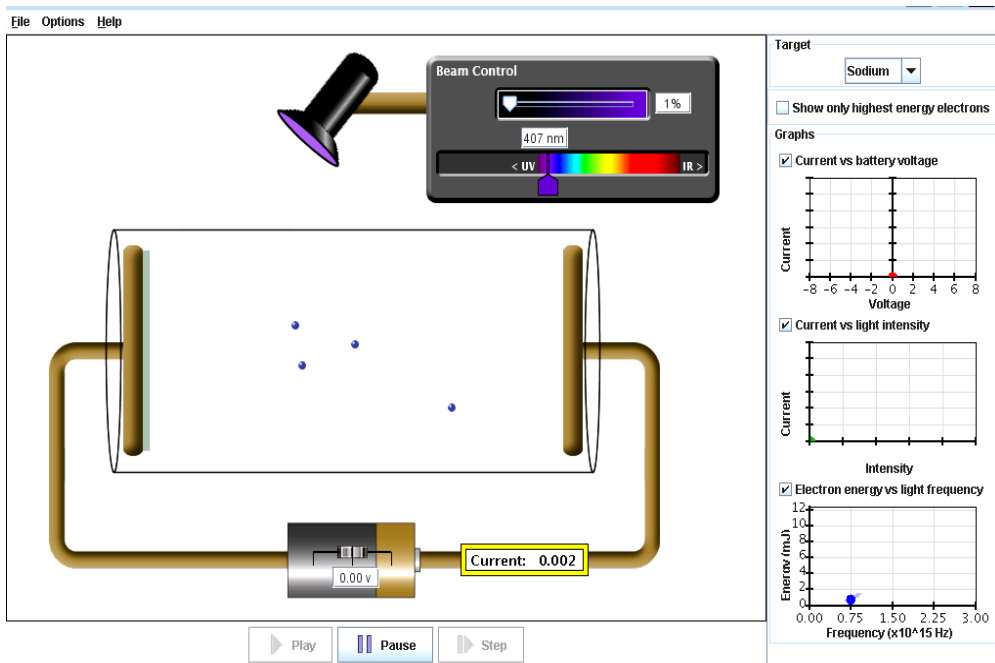 File Options Help
Beam Control
1%
407 nm
< UV IR >
0.00 v
Current: 0.002
Play Pause Step
Target
Sodium
Show only highest energy electrons
Graphs
Current vs battery voltage
Current
-8 -6 -4 -2 0 2 4 6 8
Voltage
Current vs light intensity
Current
Intensity
Electron energy vs light frequency
Energy (mJ)
12
10
8
6
4
2
0
0.00 0.75 1.50 2.25 3.00
Frequency (x10^15 Hz)